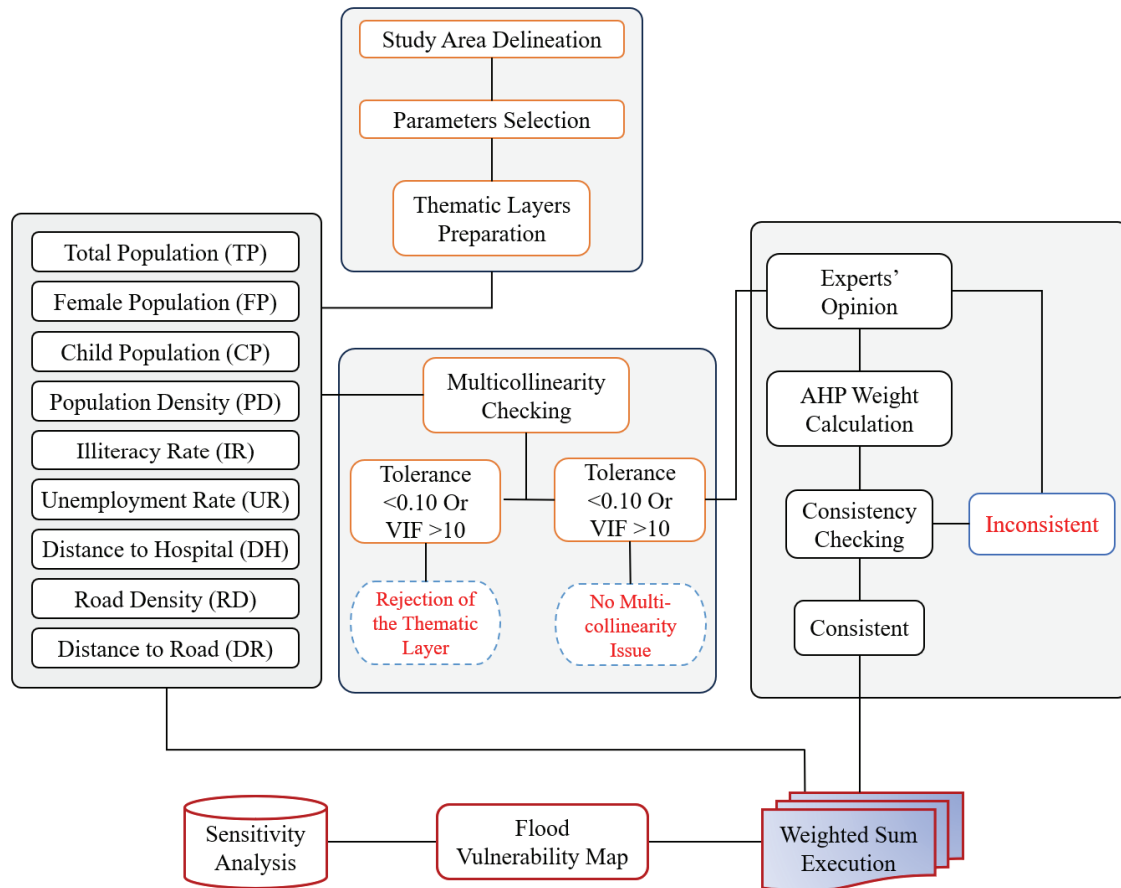 Study Area Delineation
Parameters Selection
Thematic Layers
Preparation
Total Population (TP)
Female Population (FP)
Child Population (CP)
Population Density (PD)
Illiteracy Rate (IR)
Unemployment Rate (UR)
Distance to Hospital (DH)
Road Density (RD)
Distance to Road (DR)
Multicollinearity
Checking
Tolerance
<0.10 Or
VIF >10
Tolerance
<0.10 Or
VIF >10
Rejection of
the Thematic
Layer
No Multi-
collinearity
Issue
Experts’
Opinion
AHP Weight
Calculation
Consistency
Checking
Inconsistent
Consistent
Sensitivity
Analysis
Flood
Vulnerability Map
Weighted Sum
Execution